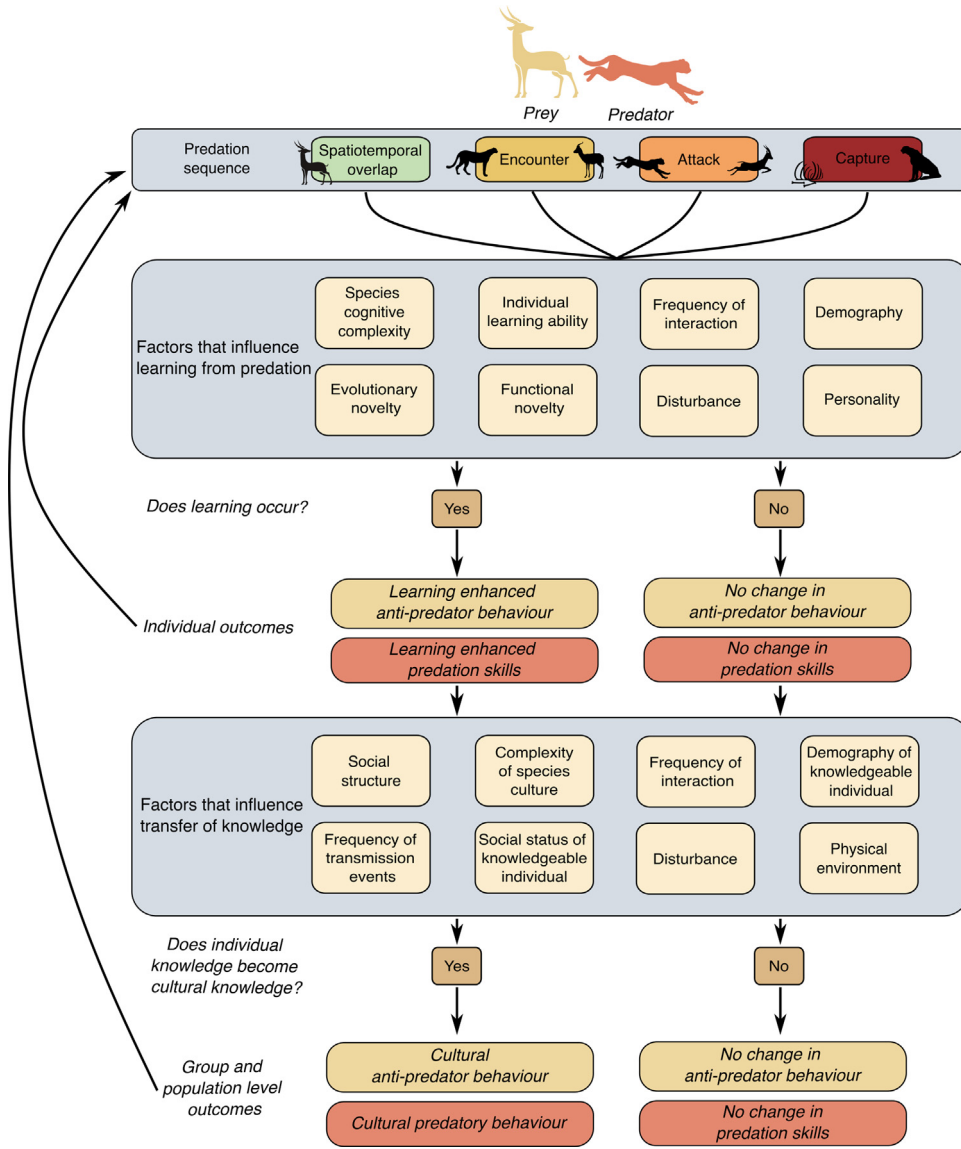 Prey
Predator
Predation
sequence
Spatiotemporal
overlap
Encounter
Attack
Capture
Factors that influence
learning from predation
Species
cognitive
complexity
Individual
learning ability
Frequency of
interaction
Demography
Evolutionary
novelty
Functional
novelty
Disturbance
Personality
Does learning occur?
Yes
No
Individual outcomes
Learning enhanced
anti-predator behaviour
No change in
anti-predator behaviour
Learning enhanced
predation skills
No change in
predation skills
Factors that influence
transfer of knowledge
Social
structure
Complexity
of species
culture
Frequency of
interaction
Demography of
knowledgeable
individual
Frequency of
transmission
events
Social status of
knowledgeable
individual
Disturbance
Physical
environment
Does individual
knowledge become
cultural knowledge?
Yes
No
Group and
population level
outcomes
Cultural
anti-predator behaviour
No change in
anti-predator behaviour
Cultural predatory behaviour
No change in
predation skills